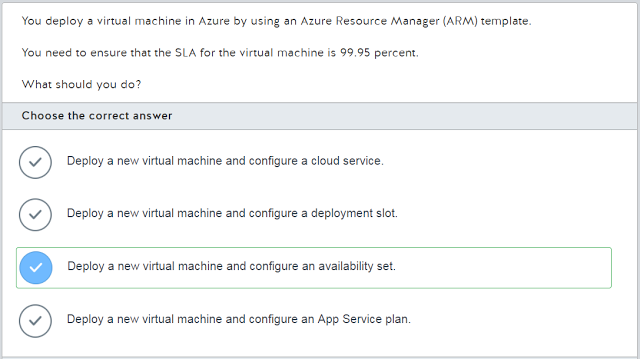 You deploy a virtual machine in Azure by using an Azure Resource Manager (ARM) template.
You need to ensure that the SLA for the virtual machine is 99.95 percent.
What should you do?
Choose the correct answer
Deploy a new virtual machine and configure a cloud service.
Deploy a new virtual machine and configure a deployment slot.
Deploy a new virtual machine and configure an availability set.
Deploy a new virtual machine and configure an App Service plan.